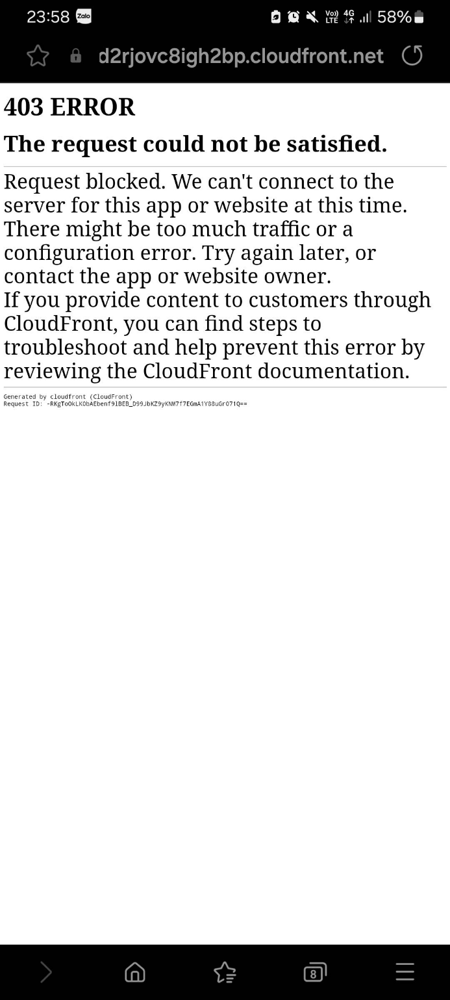 23:58 Zalo Vo)) LTE 4G 58%
d2rjovc8igh2bp.cloudfront.net
403 ERROR
The request could not be satisfied.
Request blocked. We can't connect to the
server for this app or website at this time.
There might be too much traffic or a
configuration error. Try again later, or
contact the app or website owner.
If you provide content to customers through
CloudFront, you can find steps to
troubleshoot and help prevent this error by
reviewing the CloudFront documentation.
Generated by cloudfront (CloudFront)
Request ID: -RKgToOkLKObAEbenf9lBEB_D99JbKZ9yKNM7f7EGmA1Y88uGr071Q==
8